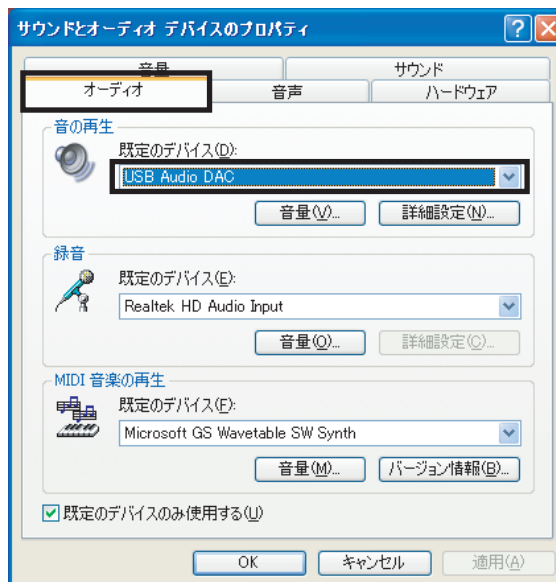 サウンドとオーディオ デバイスのプロパティ
音量 サウンド
オーディオ 音声 ハードウェア
音の再生
既定のデバイス(D):
USB Audio DAC
音量(V)... 詳細設定(N)...
録音
既定のデバイス(E):
Realtek HD Audio Input
音量(O)... 詳細設定(C)...
MIDI 音楽の再生
既定のデバイス(F):
Microsoft GS Wavetable SW Synth
音量(M)... バージョン情報(B)...
既定のデバイスのみ使用する(U)
OK キャンセル 適用(A)